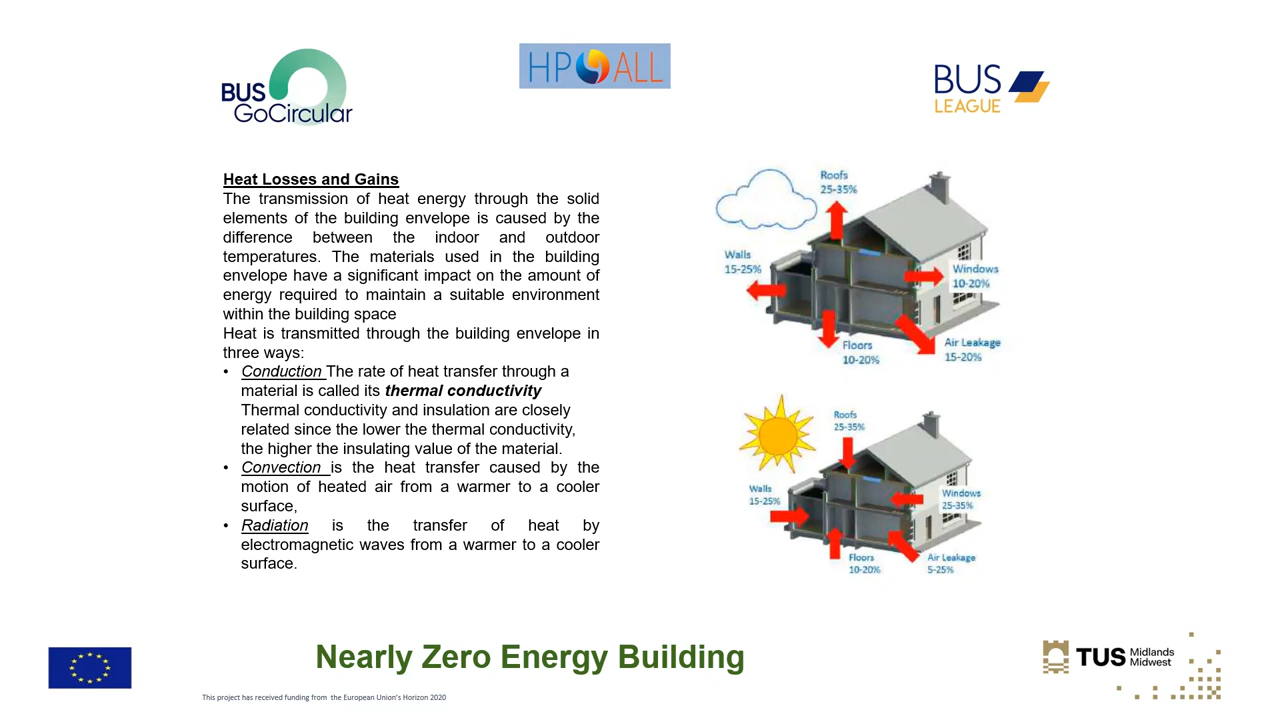 BUS
GoCircular
HP ALL
BUS
LEAGUE
Heat Losses and Gains
The transmission of heat energy through the solid
elements of the building envelope is caused by the
difference between the indoor and outdoor
temperatures. The materials used in the building
envelope have a significant impact on the amount of
energy required to maintain a suitable environment
within the building space
Heat is transmitted through the building envelope in
three ways:
• Conduction The rate of heat transfer through a
material is called its thermal conductivity
Thermal conductivity and insulation are closely
related since the lower the thermal conductivity,
the higher the insulating value of the material.
• Convection is the heat transfer caused by the
motion of heated air from a warmer to a cooler
surface,
• Radiation is the transfer of heat by
electromagnetic waves from a warmer to a cooler
surface.
Roofs
25-35%
Walls
15-25%
Windows
10-20%
Floors
10-20%
Air Leakage
15-20%
Roofs
25-35%
Walls
15-25%
Windows
25-35%
Floors
10-20%
Air Leakage
5-25%
Nearly Zero Energy Building
TUS Midlands
Midwest
This project has received funding from the European Union's Horizon 2020